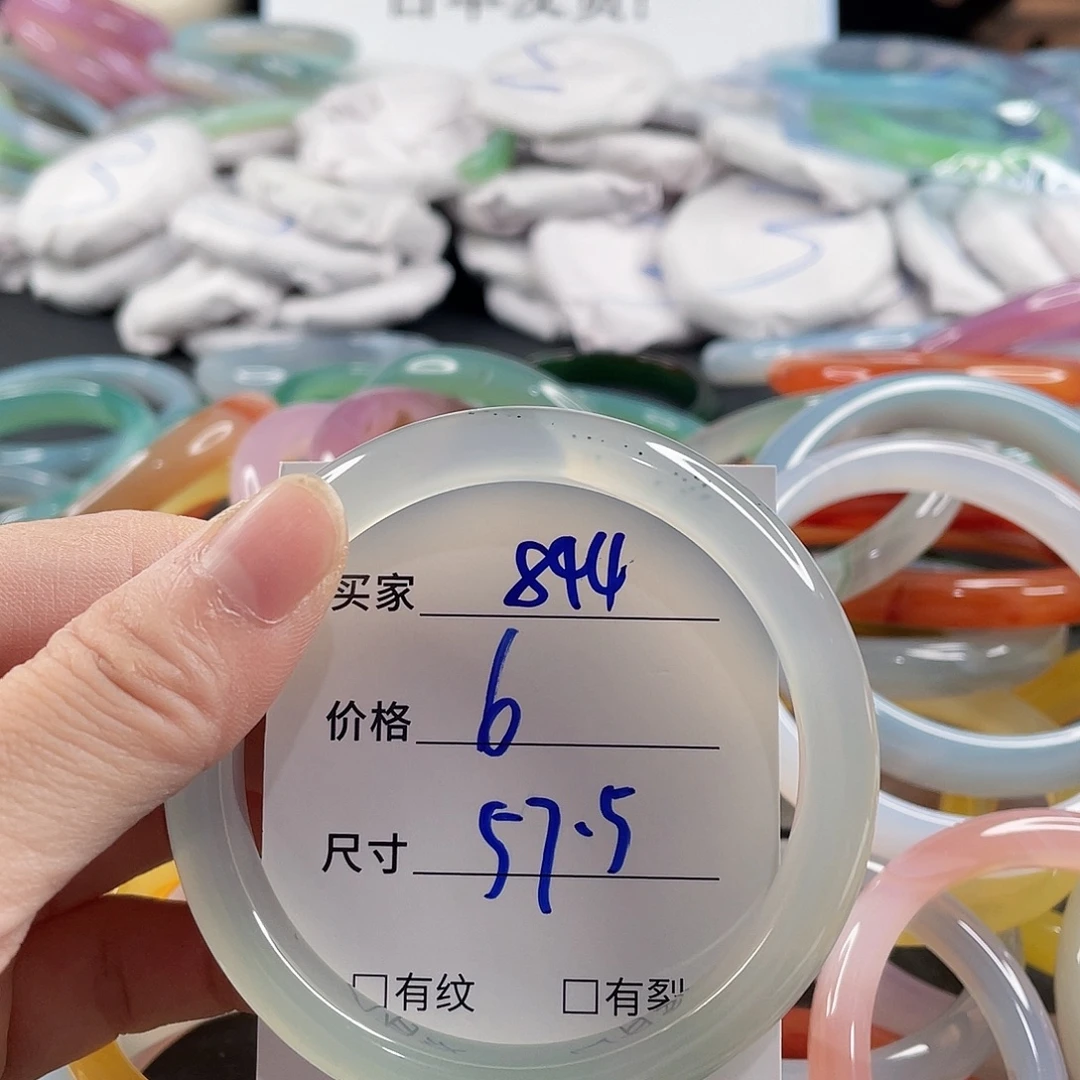 买家 844
价格 6
尺寸 57.5
□有纹 □有裂